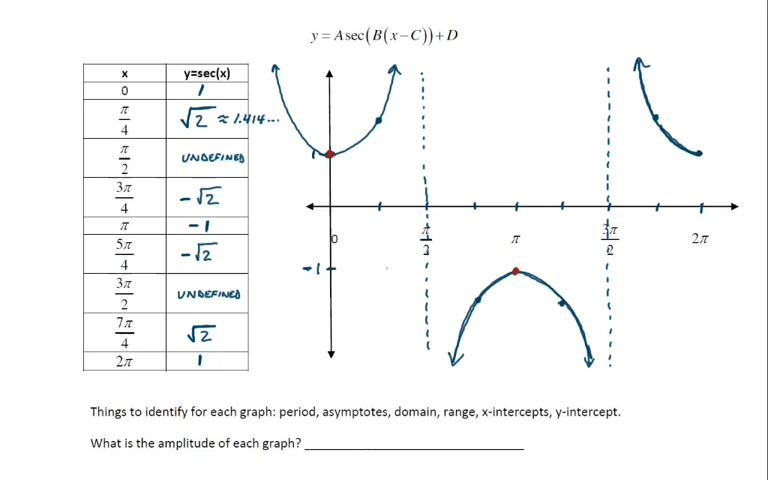 y = A sec(B(x−C))+D
x y=sec(x)
0 1
π/4 √2 ≈ 1.414...
π/2 UNDEFINED
3π/4 −√2
π −1
5π/4 −√2
3π/2 UNDEFINED
7π/4 √2
2π 1
1
0 π/2 π 3π/2 2π
−1
Things to identify for each graph: period, asymptotes, domain, range, x-intercepts, y-intercept.
What is the amplitude of each graph? ______________________________